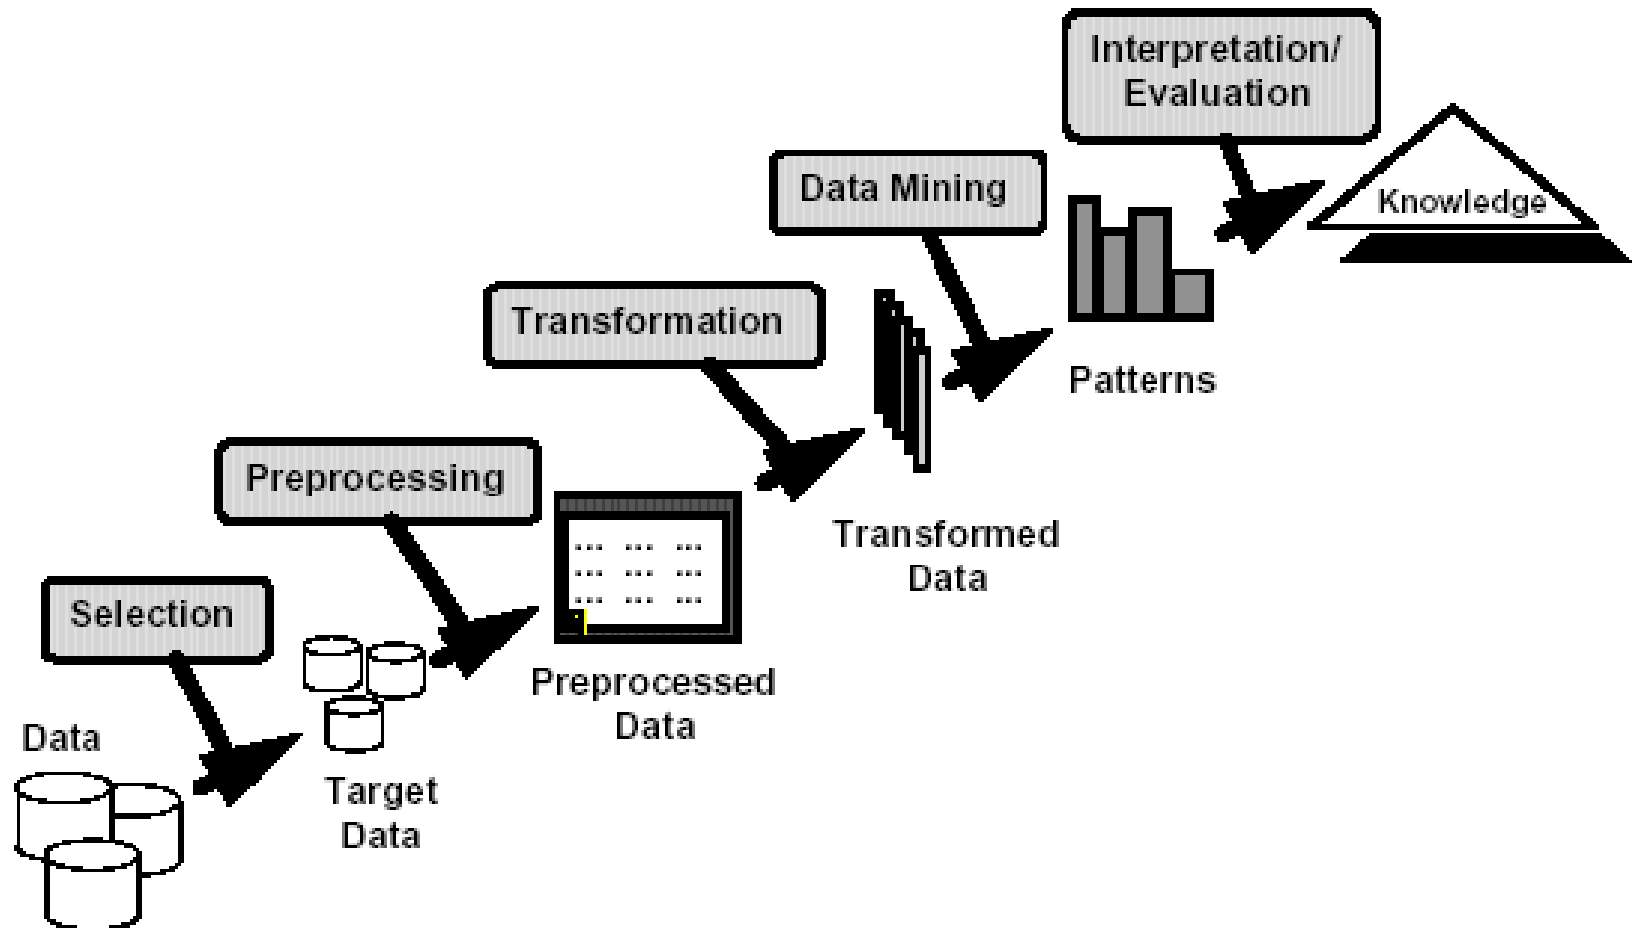 Interpretation/
Evaluation
Knowledge
Data Mining
Patterns
Transformation
Transformed
Data
Preprocessing
Preprocessed
Data
Selection
Target
Data
Data